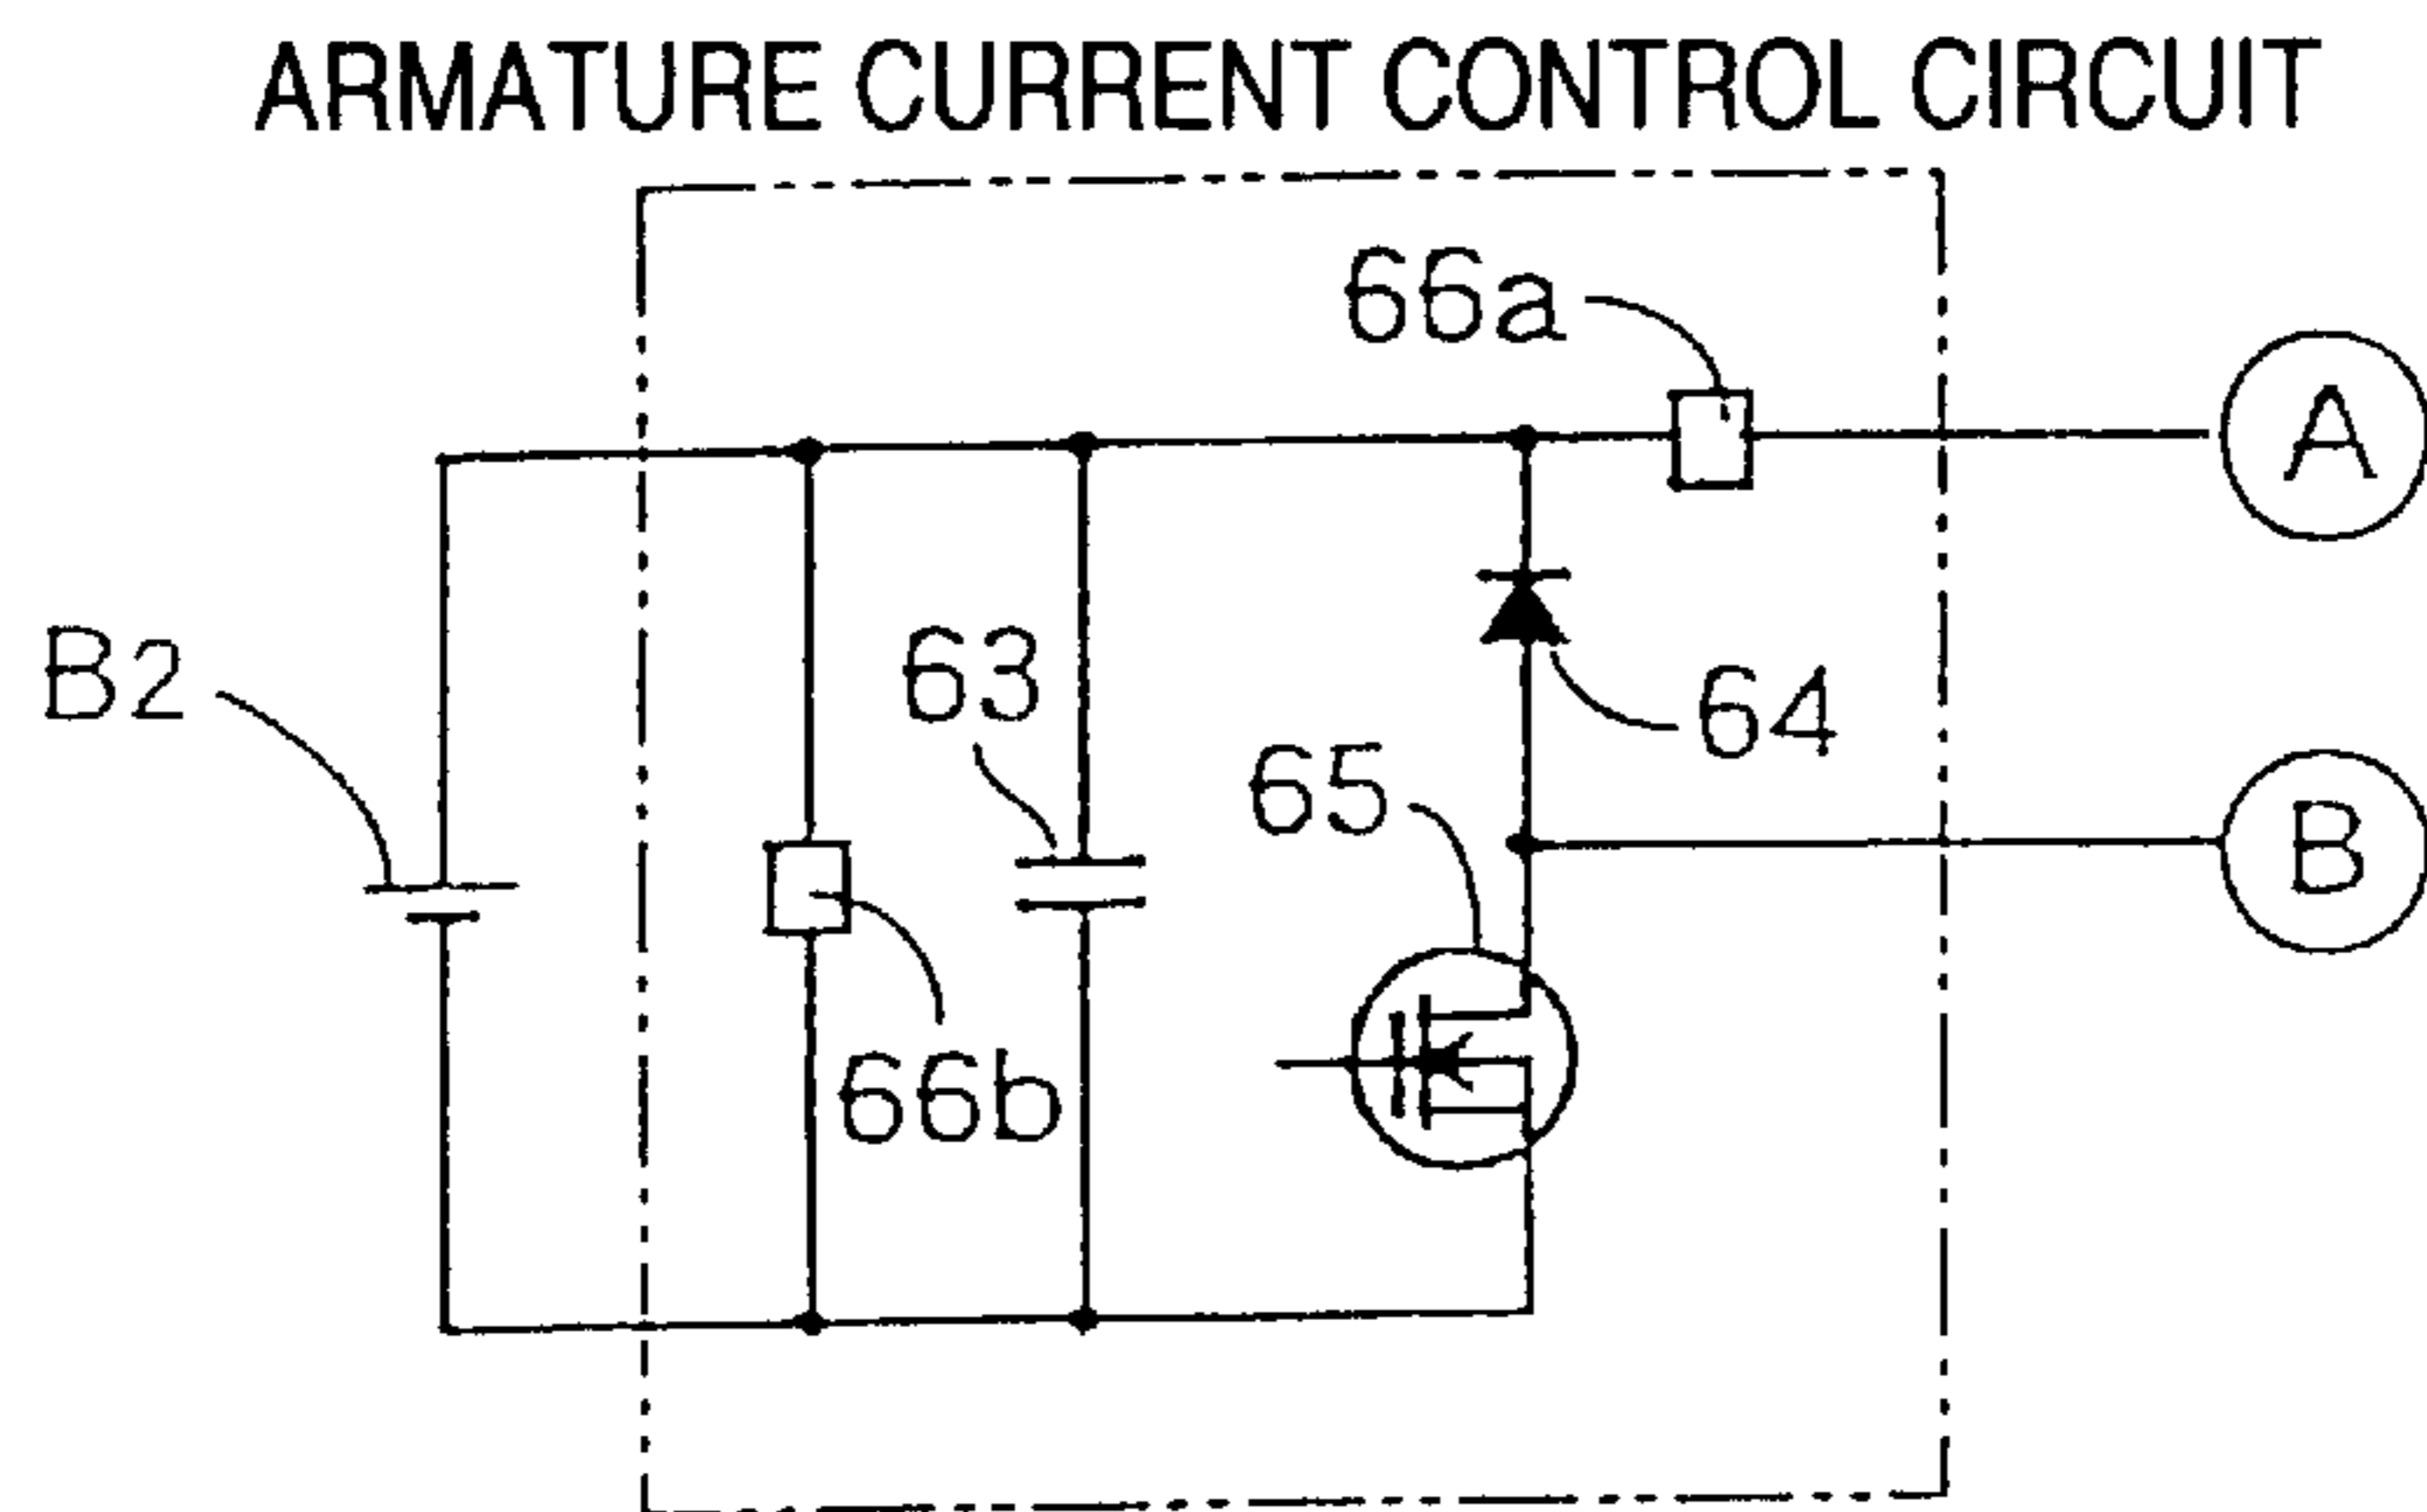 ARMATURE CURRENT CONTROL CIRCUIT
66a
A
B2
63
64
65
B
66b